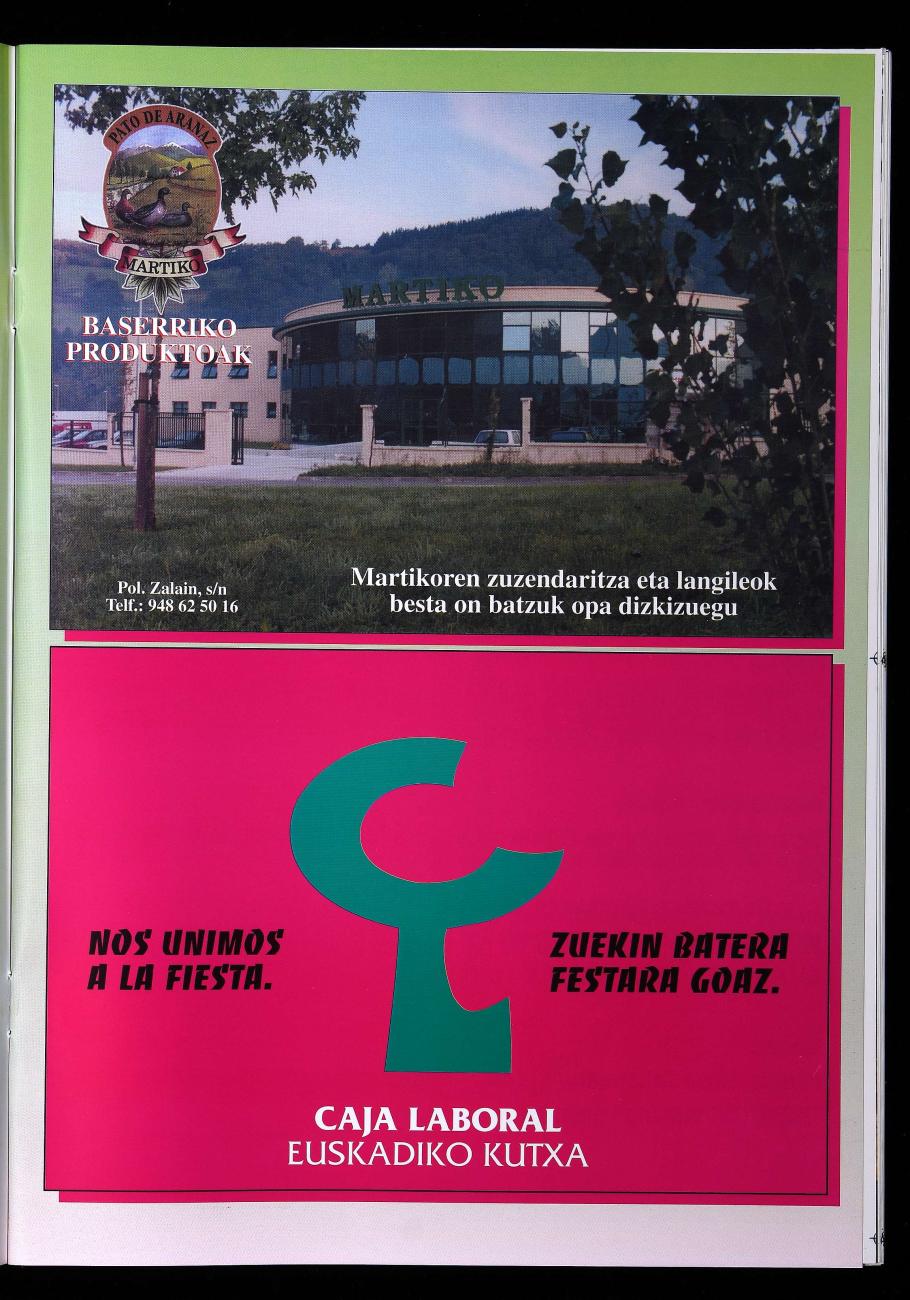 PATO DE ARANAZ
MARTIKO
BASERRIKO
PRODUKTOAK
MARTIKO
Pol. Zalain, s/n
Telf.: 948 62 50 16
Martikoren zuzendaritza eta langileok
besta on batzuk opa dizkizuegu
NOS UNIMOS
A LA FIESTA.
ZUEKIN BATERA
FESTARA GOAZ.
CAJA LABORAL
EUSKADIKO KUTXA